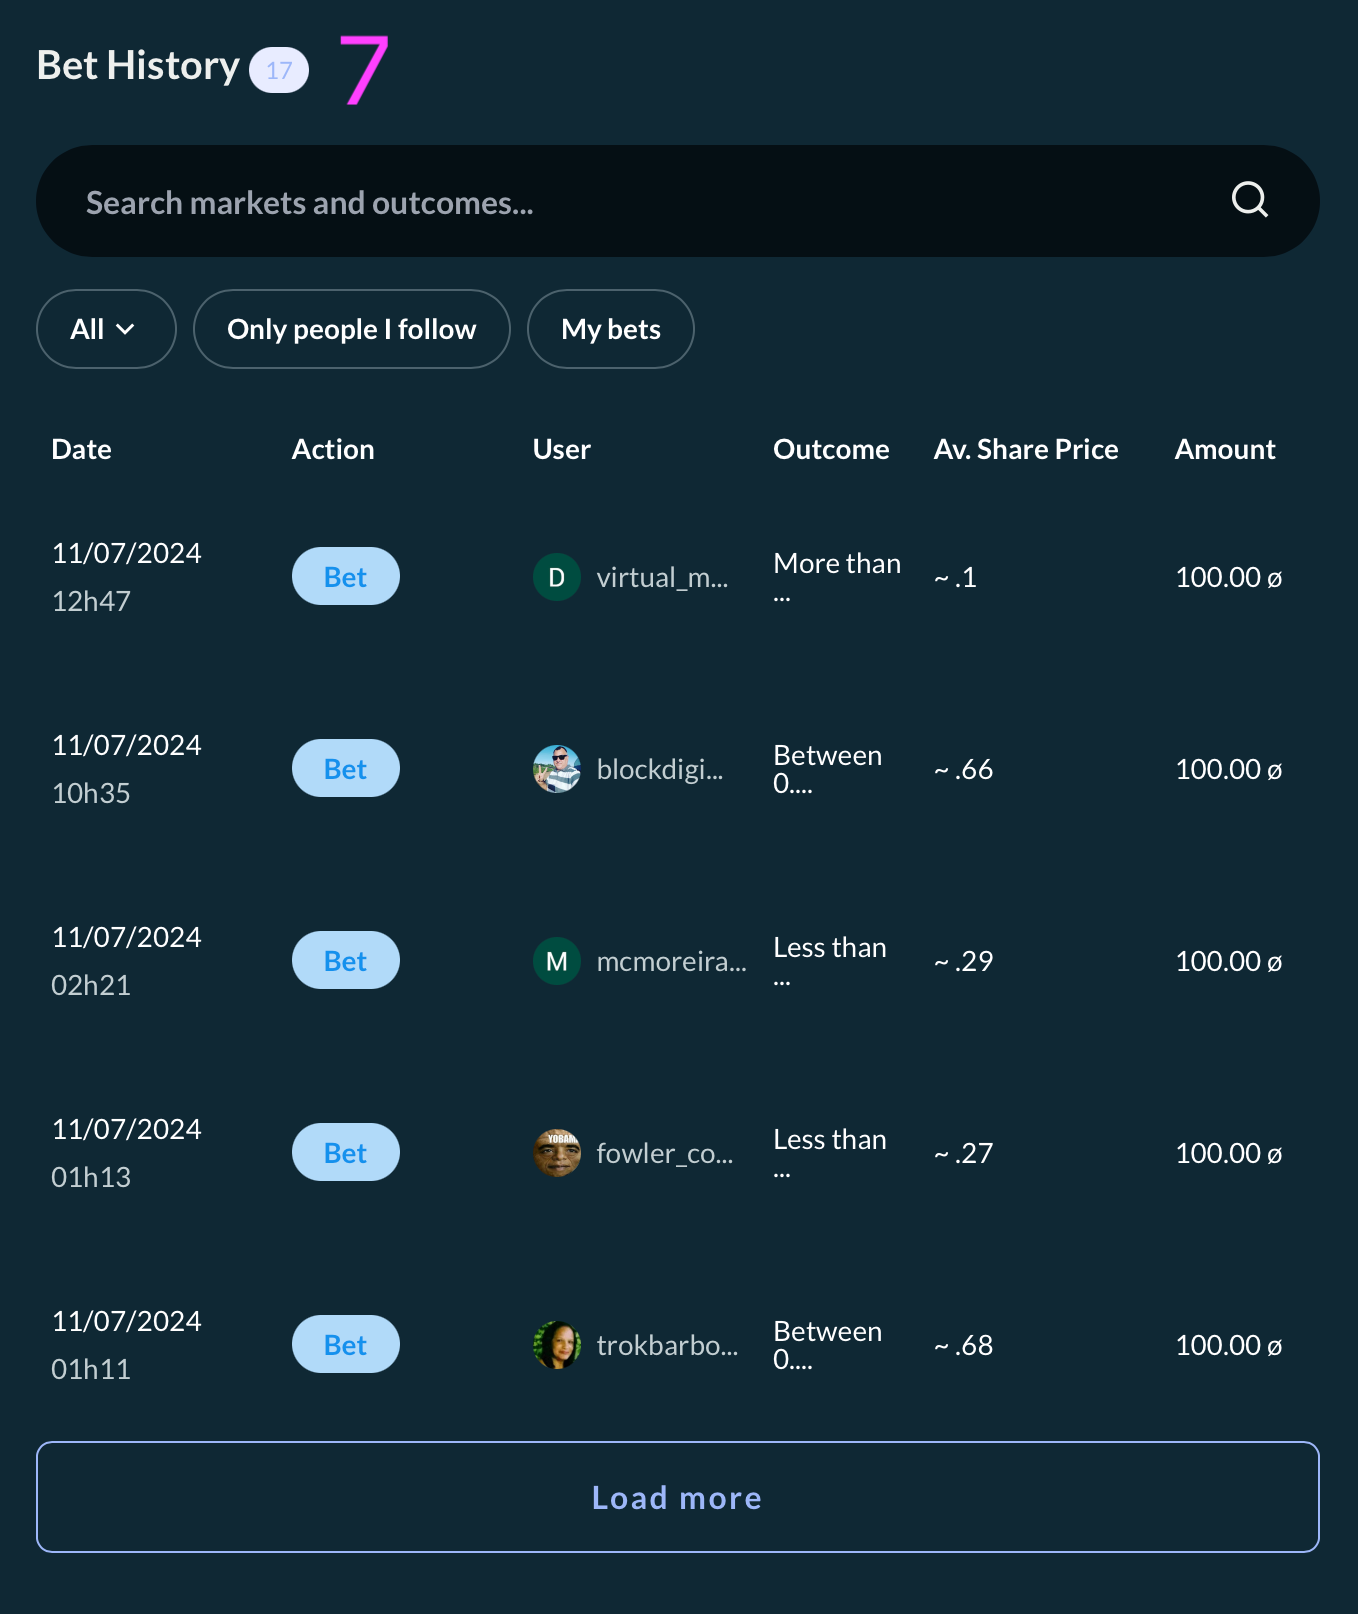 Bet History 17 7
Search markets and outcomes...
All Only people I follow My bets
Date Action User Outcome Av. Share Price Amount
11/07/2024
12h47
Bet
D virtual_m...
More than
...
~ .1
100.00 ø
11/07/2024
10h35
Bet
blockdigi...
Between
0....
~ .66
100.00 ø
11/07/2024
02h21
Bet
M mcmoreira...
Less than
...
~ .29
100.00 ø
11/07/2024
01h13
Bet
YOBAM
fowler_co...
Less than
...
~ .27
100.00 ø
11/07/2024
01h11
Bet
trokbarbo...
Between
0....
~ .68
100.00 ø
Load more